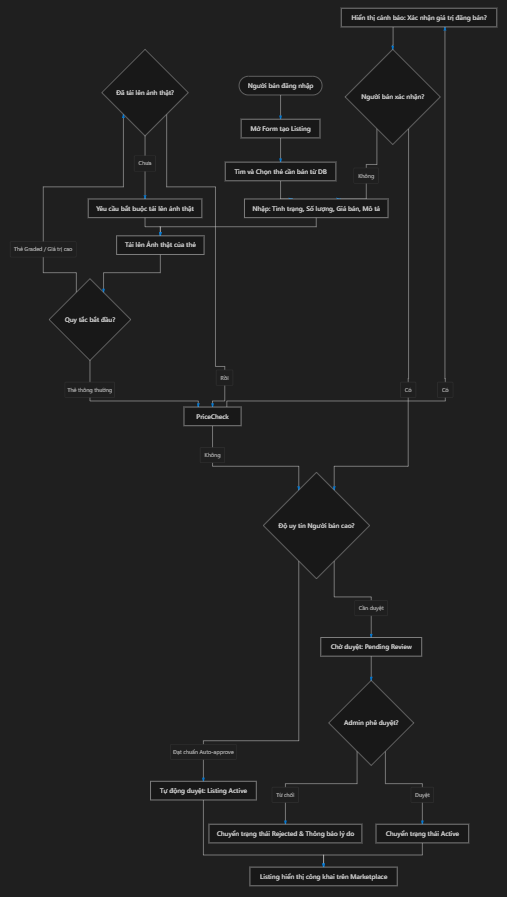 Hiển thị cảnh báo: Xác nhận giá trị đăng bán?
Đã tải lên ảnh thật?
Người bán đăng nhập
Người bán xác nhận?
Mở Form tạo Listing
Chưa
Tìm và Chọn thẻ cần bán từ DB
Không
Yêu cầu bắt buộc tải lên ảnh thật
Nhập: Tình trạng, Số lượng, Giá bán, Mô tả
Tải lên Ảnh thật của thẻ
Thẻ Graded / Giá trị cao
Quy tắc bắt đầu?
Rồi
Thẻ thông thường
Có
Có
PriceCheck
Không
Độ uy tín Người bán cao?
Cần duyệt
Chờ duyệt: Pending Review
Admin phê duyệt?
Đạt chuẩn Auto-approve
Tự động duyệt: Listing Active
Từ chối
Duyệt
Chuyển trạng thái Rejected & Thông báo lý do
Chuyển trạng thái Active
Listing hiển thị công khai trên Marketplace